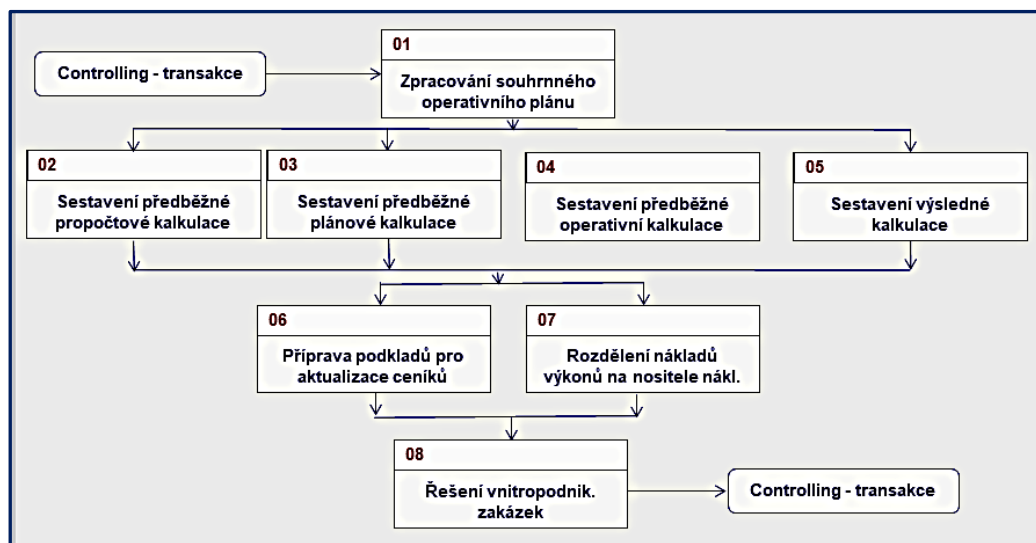 01
Controlling - transakce
Zpracování souhrnného
operativního plánu
02
03
04
05
Sestavení předběžné
propočtové kalkulace
Sestavení předběžné
plánové kalkulace
Sestavení předběžné
operativní kalkulace
Sestavení výsledné
kalkulace
06
07
Příprava podkladů pro
aktualizace ceníků
Rozdělení nákladů
výkonů na nositele nákl.
08
Řešení vnitropodnik.
zakázek
Controlling - transakce